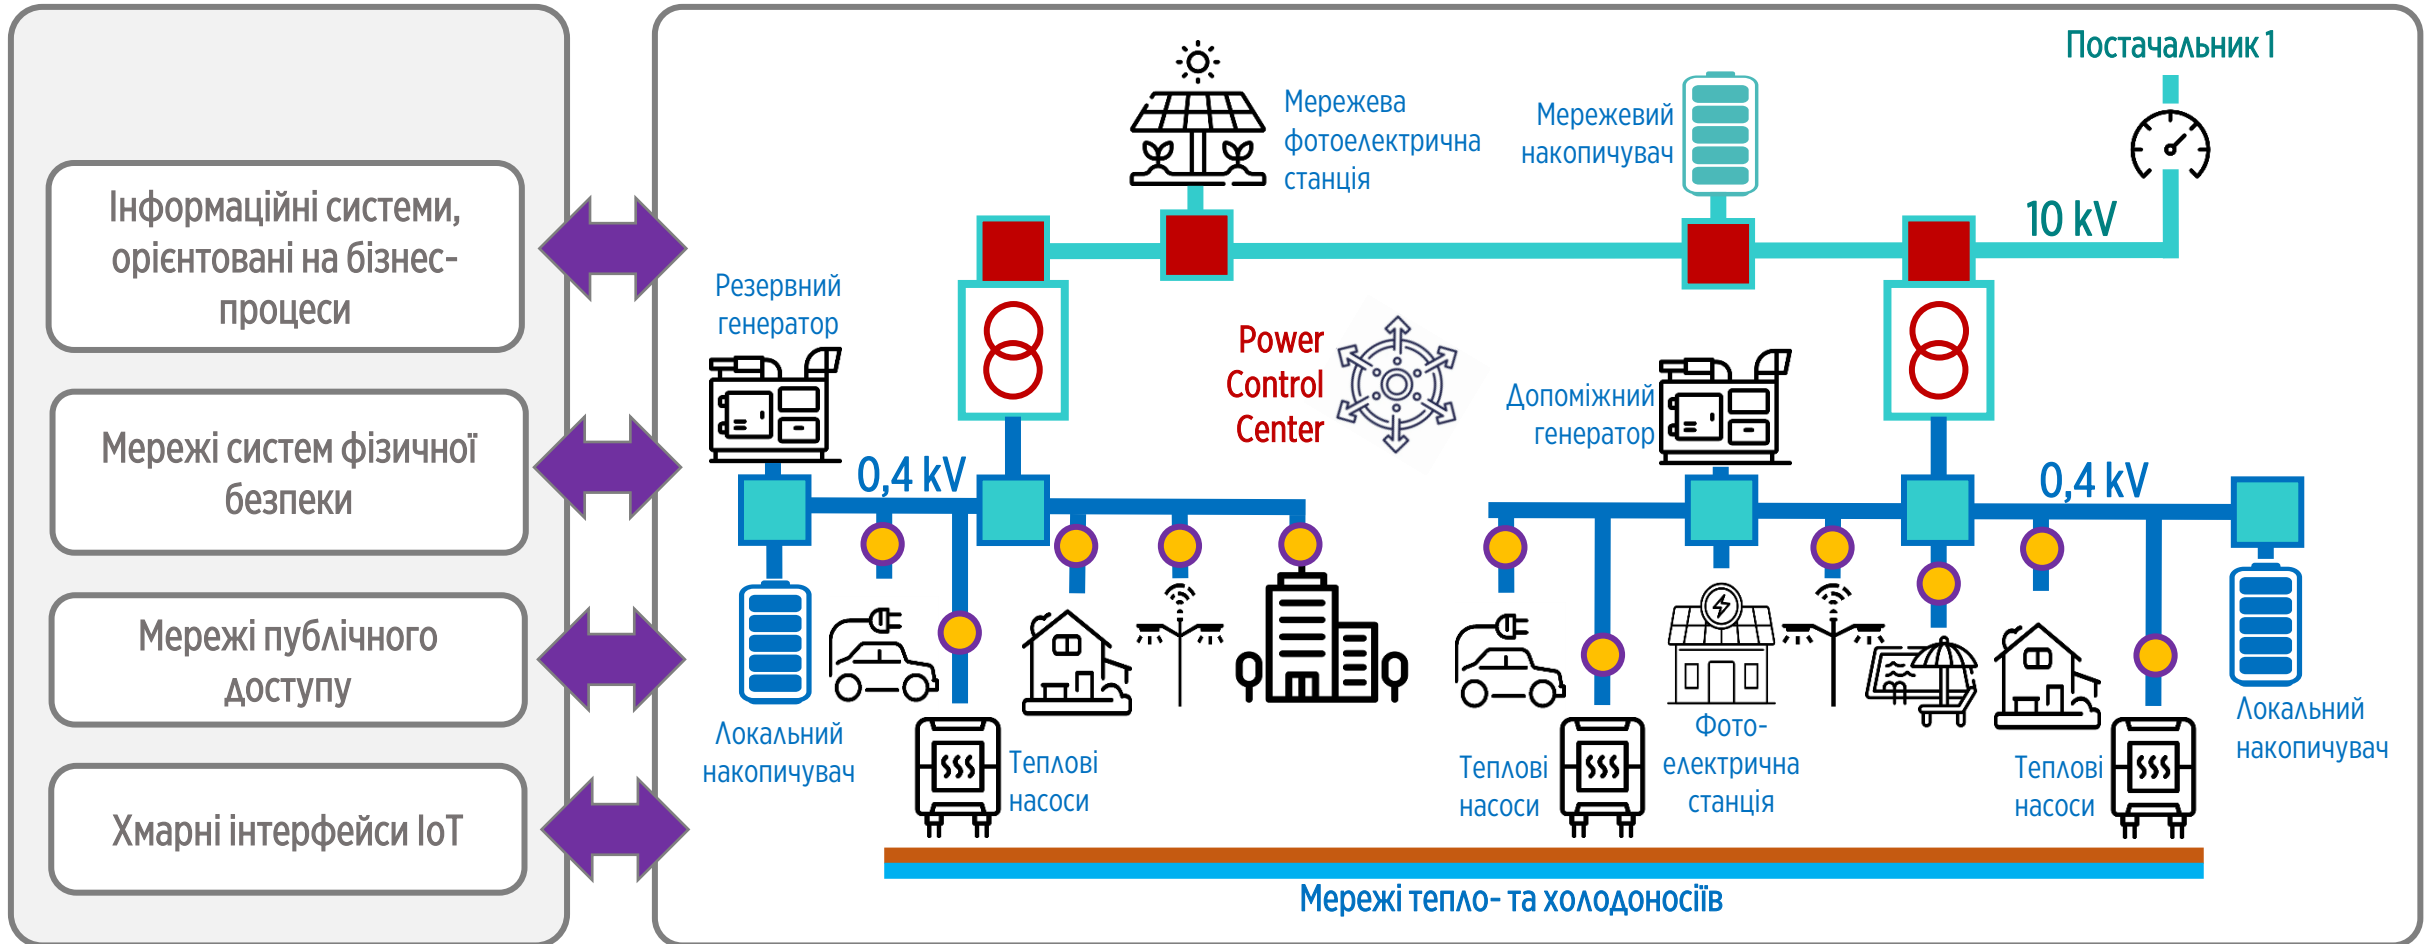 Інформаційні системи,
орієнтовані на бізнес-
процеси
Мережі систем фізичної
безпеки
Мережі публічного
доступу
Хмарні інтерфейси IoT
Постачальник 1
Мережева
фотоелектрична
станція
Мережевий
накопичувач
10 kV
Резервний
генератор
Power
Control
Center
Допоміжний
генератор
0,4 kV
0,4 kV
Локальний
накопичувач
Теплові
насоси
Теплові
насоси
Фото-
електрична
станція
Теплові
насоси
Локальний
накопичувач
Мережі тепло- та холодоносіїв